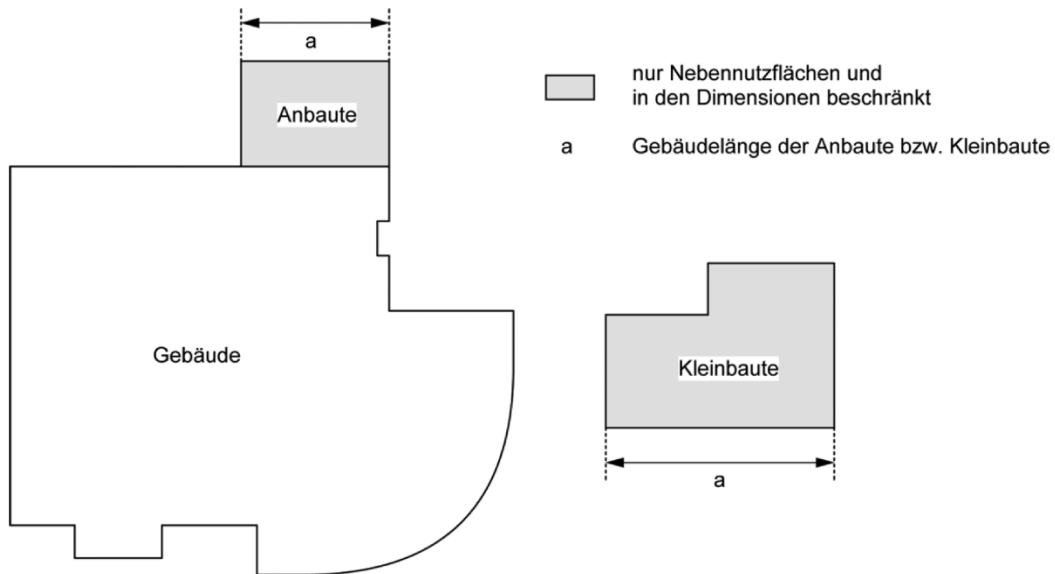 a
Anbaute
nur Nebennutzflächen und
in den Dimensionen beschränkt
a Gebäudelänge der Anbaute bzw. Kleinbaute
Gebäude
Kleinbaute
a